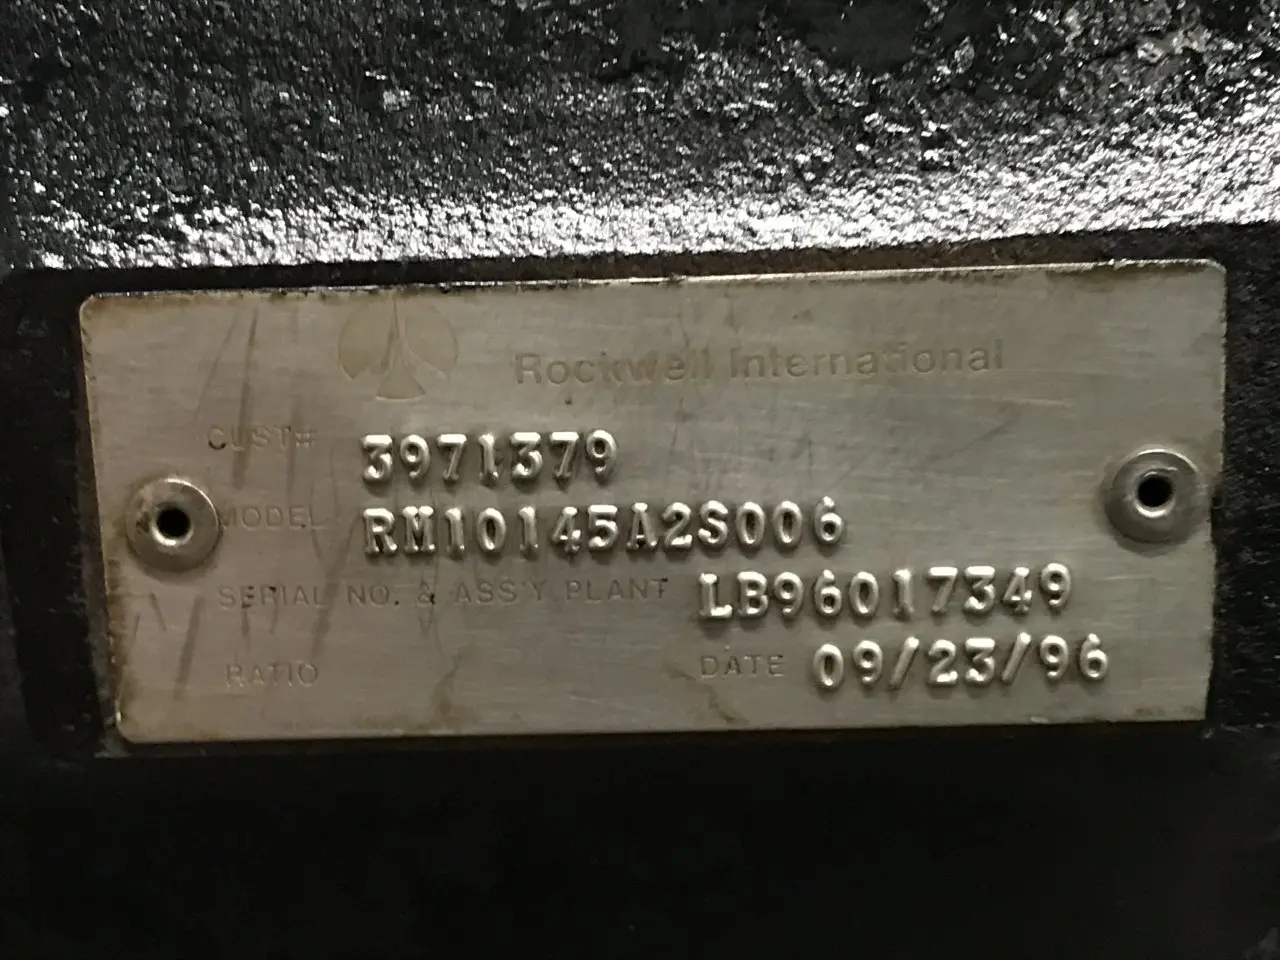 Rockwell International
CUST# 3971379
MODEL RM10145A2S006
SERIAL NO. & ASS'Y PLANT LB96017349
RATIO DATE 09/23/96